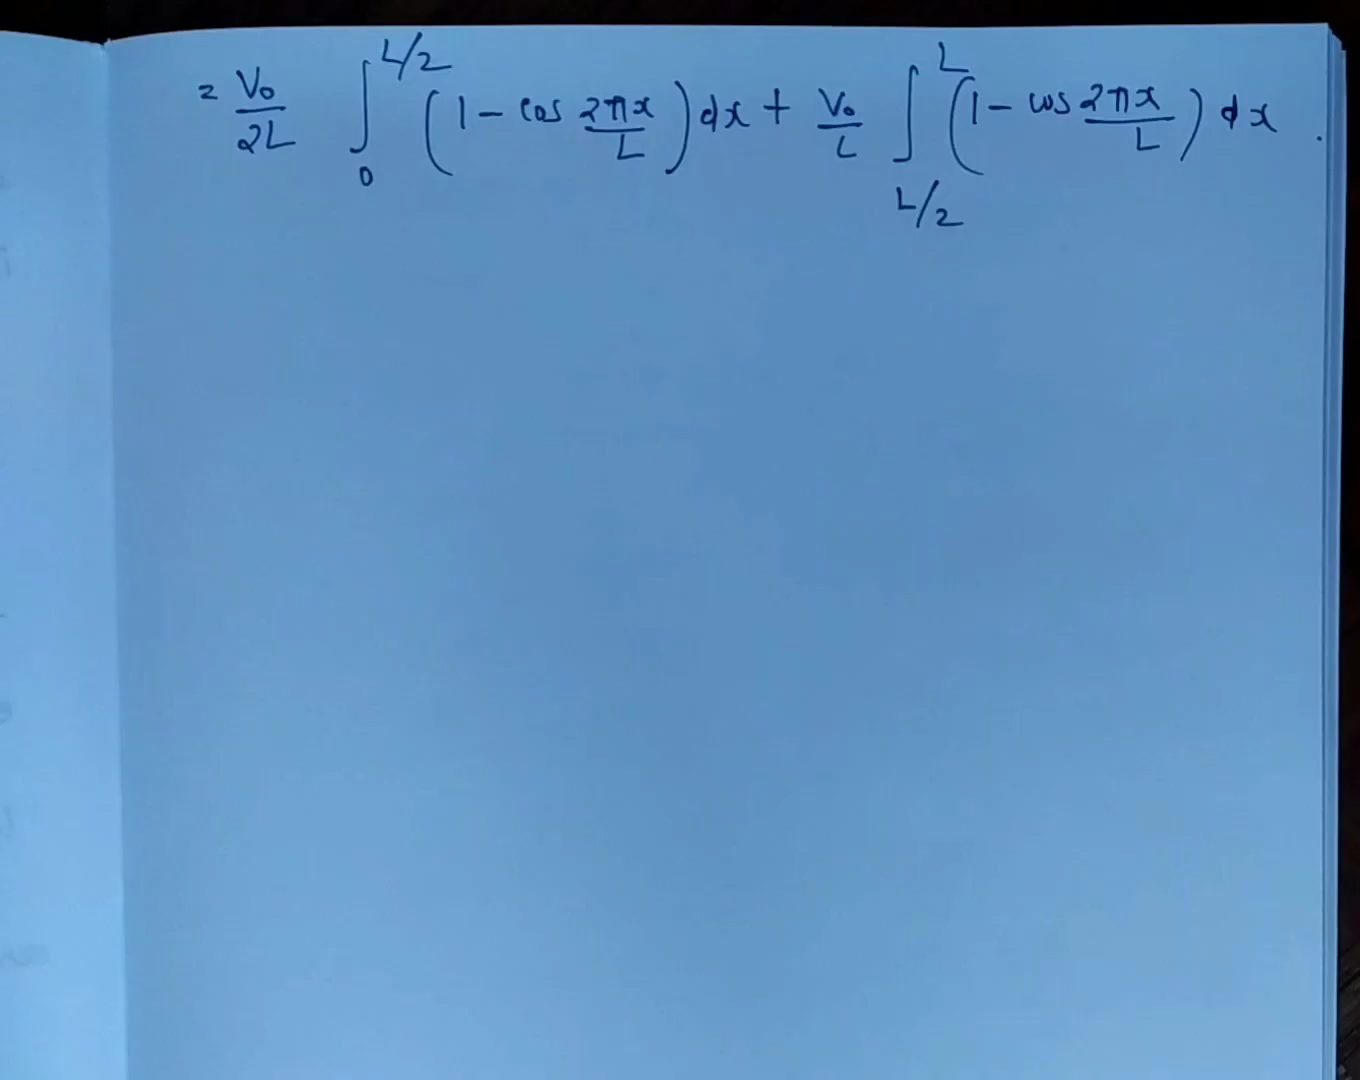 = V₀/2L ∫₀^{L/2} (1 - cos 2πx/L) dx + V₀/L ∫_{L/2}^{L} (1 - cos 2πx/L) dx .